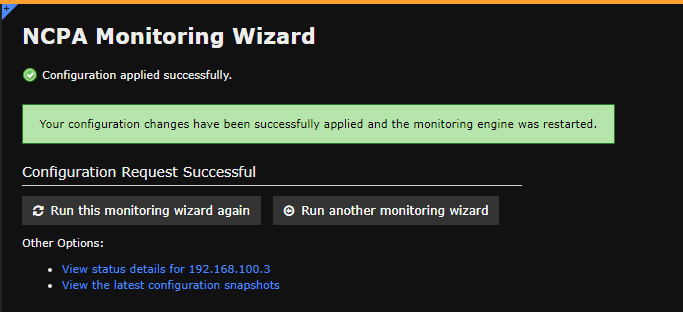 NCPA Monitoring Wizard
Configuration applied successfully.
Your configuration changes have been successfully applied and the monitoring engine was restarted.
Configuration Request Successful
Run this monitoring wizard again Run another monitoring wizard
Other Options:
View status details for 192.168.100.3
View the latest configuration snapshots